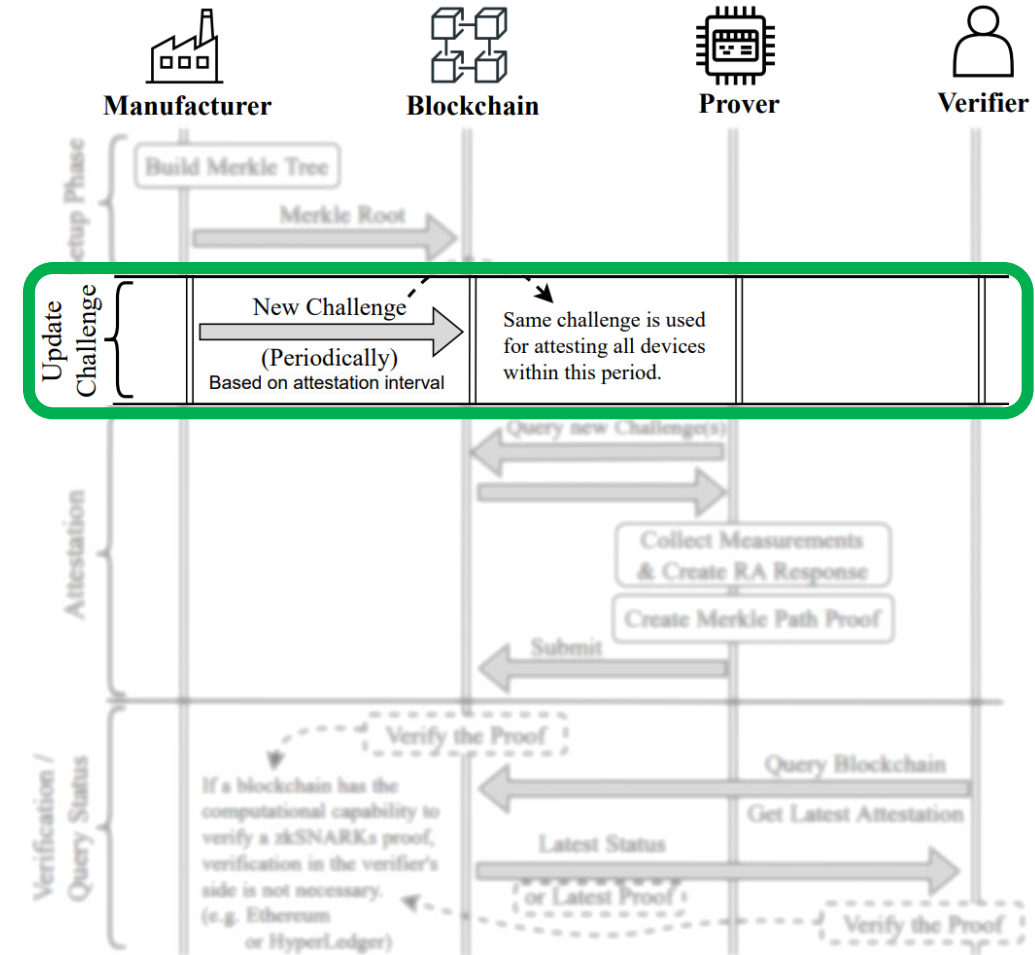 Manufacturer
Blockchain
Prover
Verifier
Setup Phase
Build Merkle Tree
Merkle Root
Update
Challenge
New Challenge
(Periodically)
Based on attestation interval
Same challenge is used
for attesting all devices
within this period.
Attestation
Query new Challenge(s)
Collect Measurements
& Create RA Response
Create Merkle Path Proof
Submit
Verification /
Query Status
Verify the Proof
If a blockchain has the
computational capability to
verify a zkSNARKs proof,
verification in the verifier's
side is not necessary.
(e.g. Ethereum
or HyperLedger)
Query Blockchain
Get Latest Attestation
Latest Status
or Latest Proof
Verify the Proof